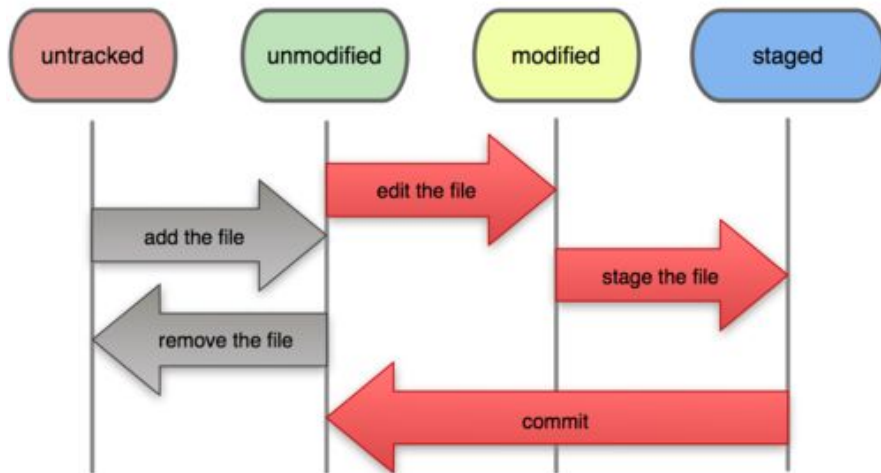 untracked
unmodified
modified
staged
edit the file
add the file
stage the file
remove the file
commit